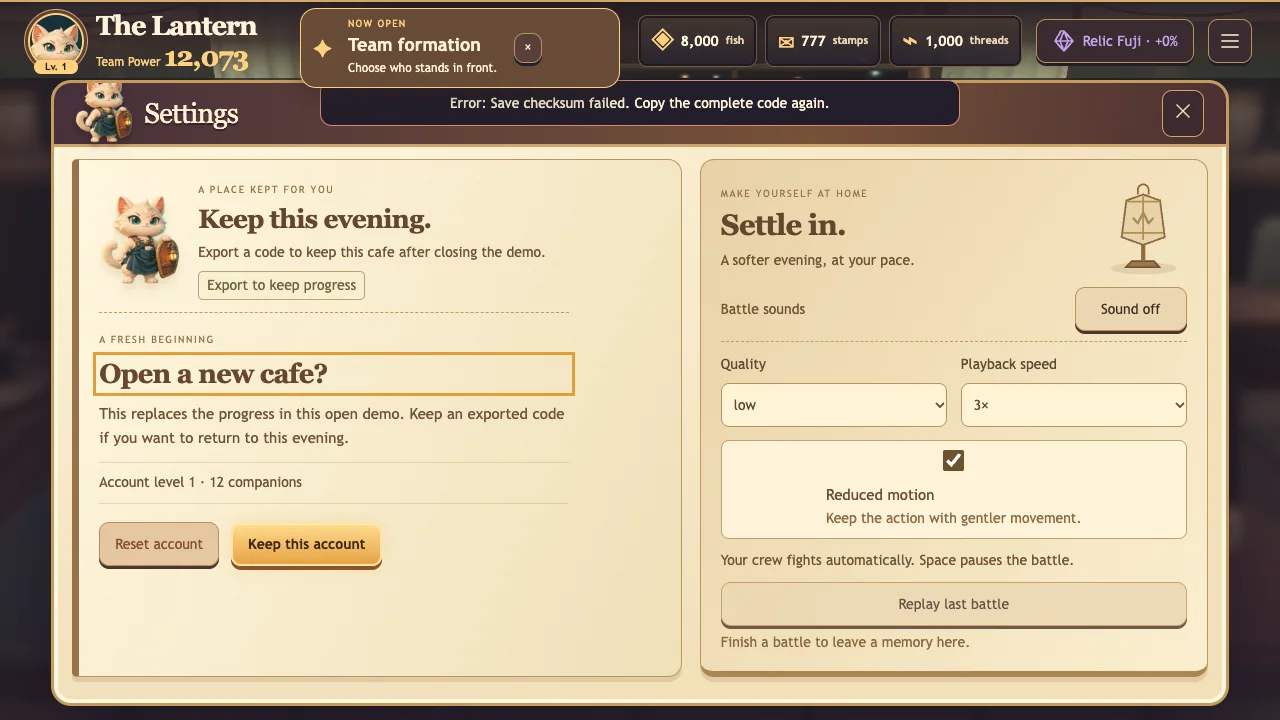 The Lantern
Team Power 12,073
Lv. 1
NOW OPEN
Team formation
Choose who stands in front.
×
8,000 fish
777 stamps
1,000 threads
Relic Fuji · +0%
Settings
Error: Save checksum failed. Copy the complete code again.
A PLACE KEPT FOR YOU
Keep this evening.
Export a code to keep this cafe after closing the demo.
Export to keep progress
A FRESH BEGINNING
Open a new cafe?
This replaces the progress in this open demo. Keep an exported code
if you want to return to this evening.
Account level 1 · 12 companions
Reset account
Keep this account
MAKE YOURSELF AT HOME
Settle in.
A softer evening, at your pace.
Battle sounds
Sound off
Quality
Playback speed
low
3×
Reduced motion
Keep the action with gentler movement.
Your crew fights automatically. Space pauses the battle.
Replay last battle
Finish a battle to leave a memory here.